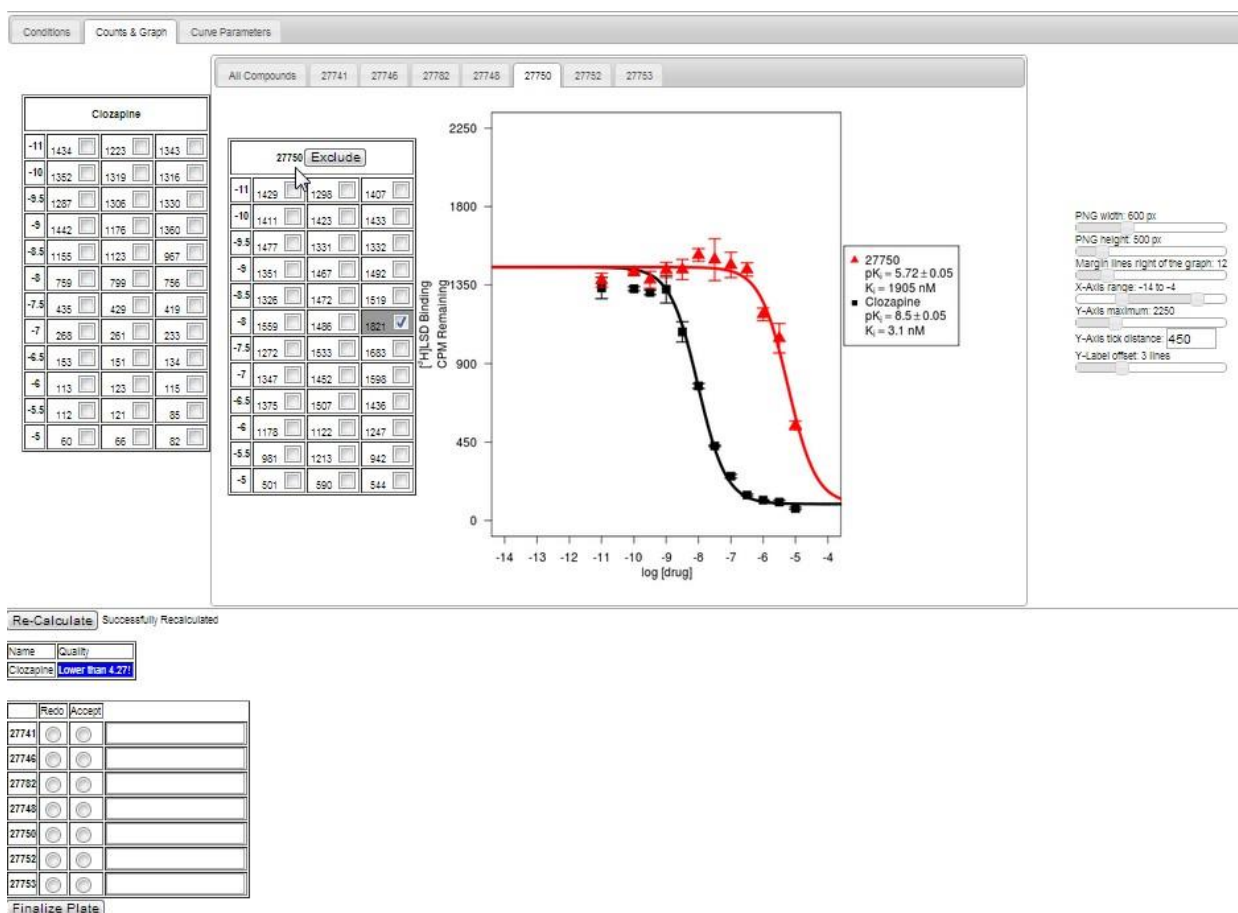 Conditions Counts & Graph Curve Parameters
All Compounds 27741 27746 27782 27748 27750 27752 27753
Clozapine
-11 1434 1223 1343
-10 1352 1319 1316
-9.5 1287 1306 1330
-9 1442 1176 1360
-8.5 1155 1123 967
-8 759 799 756
-7.5 435 429 419
-7 268 261 233
-6.5 153 151 134
-6 113 123 115
-5.5 112 121 85
-5 60 66 82
27750 Exclude
-11 1429 1298 1407
-10 1411 1423 1433
-9.5 1477 1331 1332
-9 1351 1467 1492
-8.5 1326 1472 1519
-8 1559 1486 1821
-7.5 1272 1533 1683
-7 1347 1452 1598
-6.5 1375 1507 1436
-6 1178 1122 1247
-5.5 981 1213 942
-5 501 590 544
[³H]LSD Binding
CPM Remaining
2250
1800
1350
900
450
0
-14 -13 -12 -11 -10 -9 -8 -7 -6 -5 -4
log [drug]
27750
pKi = 5.72 ± 0.05
Ki = 1905 nM
Clozapine
pKi = 8.5 ± 0.05
Ki = 3.1 nM
PNG width: 600 px
PNG height: 500 px
Margin lines right of the graph: 12
X-Axis range: -14 to -4
Y-Axis maximum: 2250
Y-Axis tick distance: 450
Y-Label offset: 3 lines
Re-Calculate Successfully Recalculated
Name Quality
Clozapine Lower than 4.27!
Redo Accept
27741
27746
27782
27748
27750
27752
27753
Finalize Plate